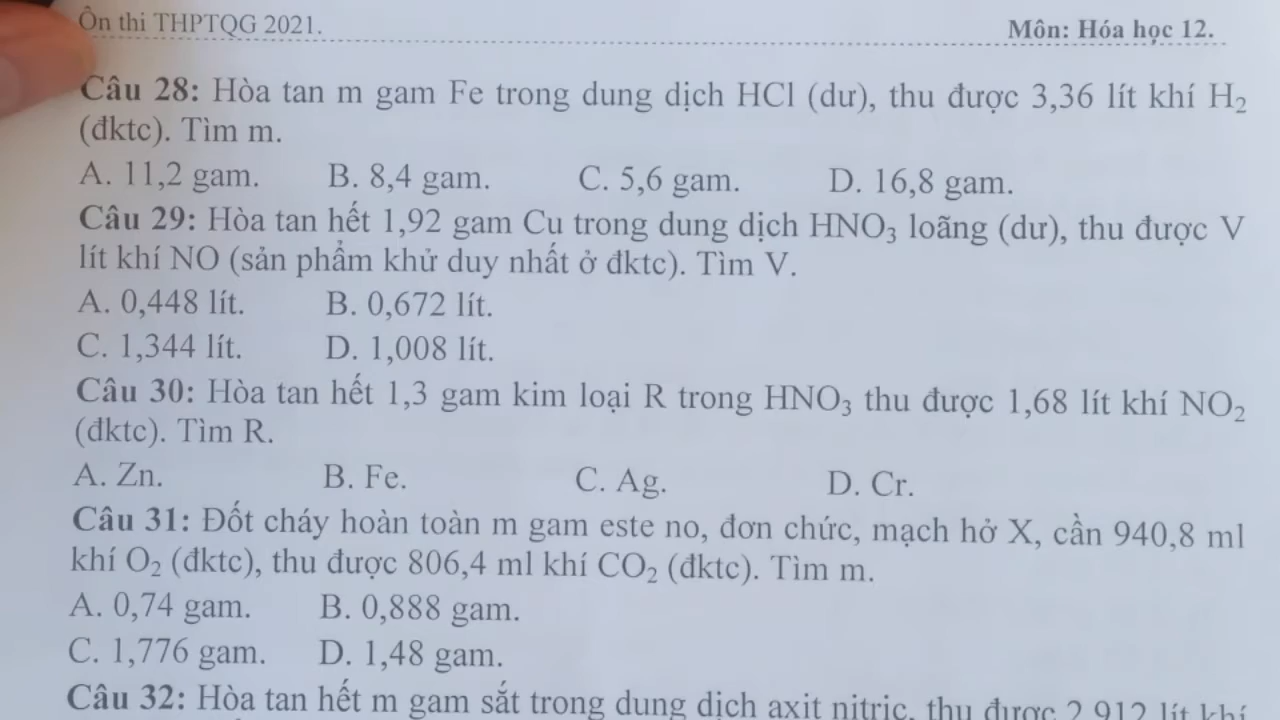 Ôn thi THPTQG 2021.
Môn: Hóa học 12.
Câu 28: Hòa tan m gam Fe trong dung dịch HCl (dư), thu được 3,36 lít khí H₂
(đktc). Tìm m.
A. 11,2 gam. B. 8,4 gam. C. 5,6 gam. D. 16,8 gam.
Câu 29: Hòa tan hết 1,92 gam Cu trong dung dịch HNO₃ loãng (dư), thu được V
lít khí NO (sản phẩm khử duy nhất ở đktc). Tìm V.
A. 0,448 lít. B. 0,672 lít.
C. 1,344 lít. D. 1,008 lít.
Câu 30: Hòa tan hết 1,3 gam kim loại R trong HNO₃ thu được 1,68 lít khí NO₂
(đktc). Tìm R.
A. Zn. B. Fe. C. Ag. D. Cr.
Câu 31: Đốt cháy hoàn toàn m gam este no, đơn chức, mạch hở X, cần 940,8 ml
khí O₂ (đktc), thu được 806,4 ml khí CO₂ (đktc). Tìm m.
A. 0,74 gam. B. 0,888 gam.
C. 1,776 gam. D. 1,48 gam.
Câu 32: Hòa tan hết m gam sắt trong dung dịch axit nitric, thu được 2,912 lít khí